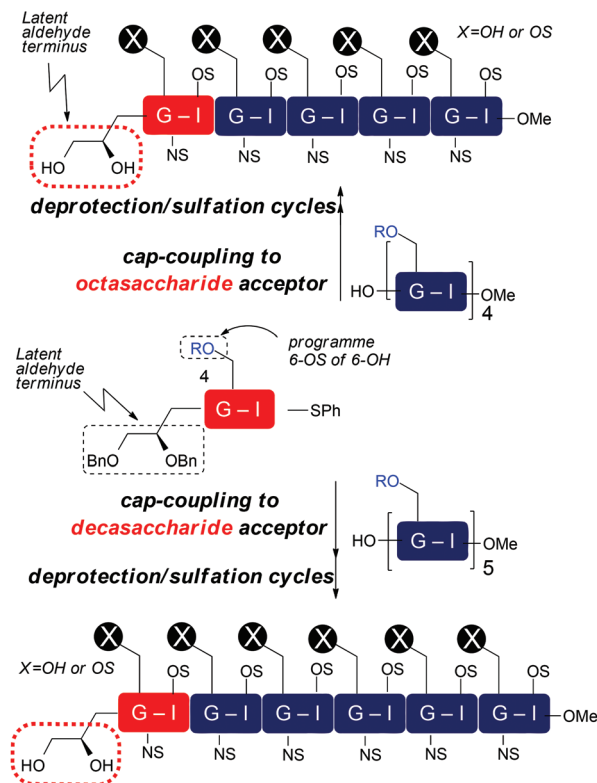 Latent
aldehyde
terminus
X X X X X
X=OH or OS
OS OS OS OS OS
G – I G – I G – I G – I G – I
OMe
HO OH
NS NS NS NS NS
deprotection/sulfation cycles
cap-coupling to
octasaccharide acceptor
RO
HO
G – I
OMe
4
RO
4
programme
6-OS of 6-OH
Latent
aldehyde
terminus
G – I
SPh
BnO OBn
cap-coupling to
decasaccharide acceptor
RO
HO
G – I
OMe
5
deprotection/sulfation cycles
X X X X X X
X=OH or OS
OS OS OS OS OS OS
G – I G – I G – I G – I G – I G – I
OMe
HO OH
NS NS NS NS NS NS